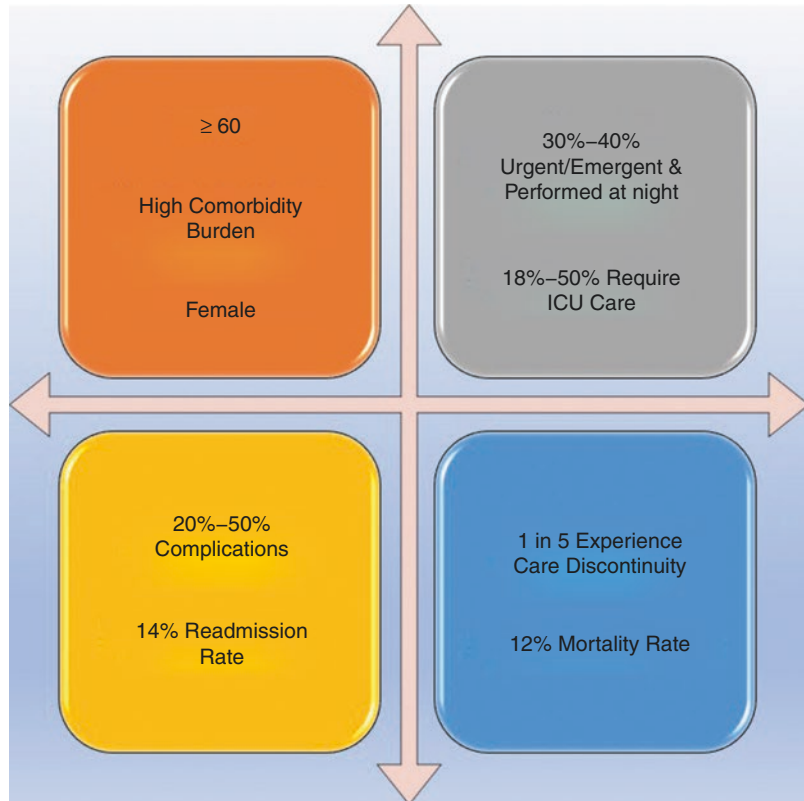 ≥ 60
High Comorbidity
Burden
Female
30%–40%
Urgent/Emergent &
Performed at night
18%–50% Require
ICU Care
20%–50%
Complications
14% Readmission
Rate
1 in 5 Experience
Care Discontinuity
12% Mortality Rate